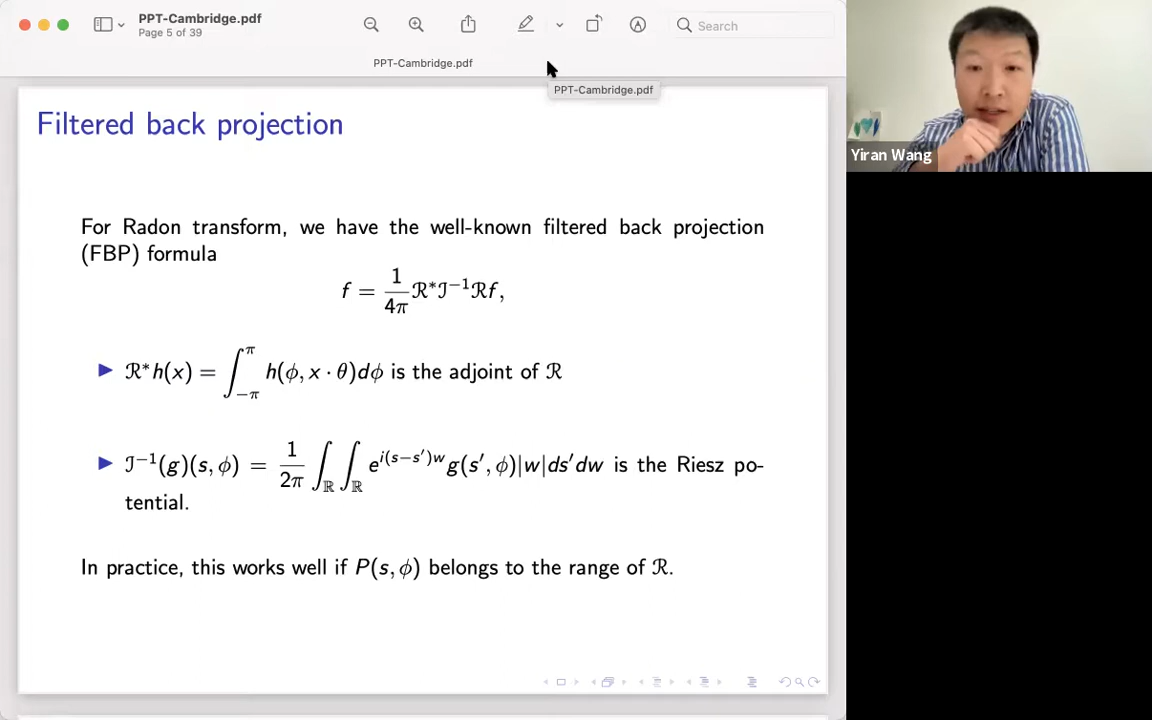 PPT-Cambridge.pdf
Page 5 of 39
Search
PPT-Cambridge.pdf
PPT-Cambridge.pdf
Filtered back projection
For Radon transform, we have the well-known filtered back projection
(FBP) formula
f = \frac{1}{4π} ℛ*ℐ⁻¹ℛf,
▶ ℛ*h(x) = ∫_{-π}^{π} h(ϕ, x · θ)dϕ is the adjoint of ℛ
▶ ℐ⁻¹(g)(s, ϕ) = \frac{1}{2π} ∫_ℝ ∫_ℝ e^{i(s−s′)w} g(s′, ϕ)|w|ds′dw is the Riesz po-
tential.
In practice, this works well if P(s, ϕ) belongs to the range of ℛ.
Yiran Wang